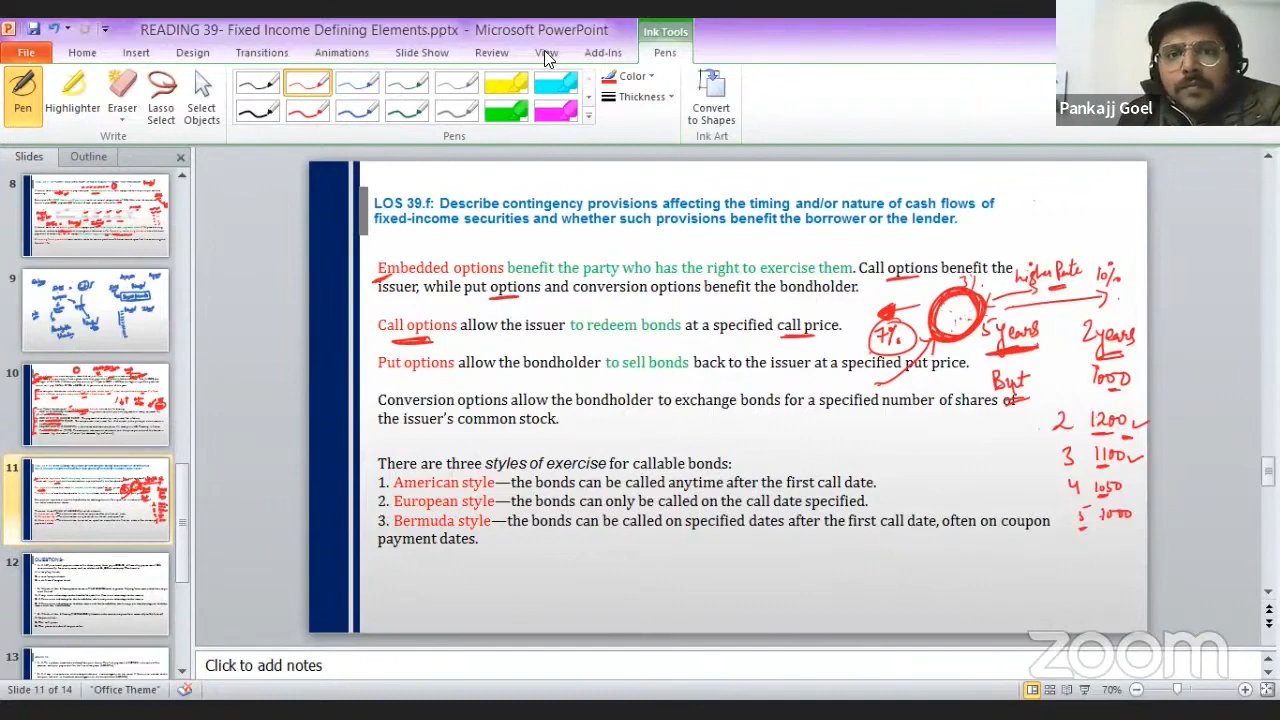 READING 39- Fixed Income Defining Elements.pptx - Microsoft PowerPoint
Ink Tools
File Home Insert Design Transitions Animations Slide Show Review View Add-Ins Pens
Pen
Highlighter
Eraser
Lasso Select
Select Objects
Color
Thickness
Convert to Shapes
Write
Pens
Ink Art
Pankajj Goel
Slides Outline
8
9
10
11
12
QUESTIONS-
13
LOS 39.f: Describe contingency provisions affecting the timing and/or nature of cash flows of
fixed-income securities and whether such provisions benefit the borrower or the lender.
Embedded options benefit the party who has the right to exercise them. Call options benefit the
issuer, while put options and conversion options benefit the bondholder.
Call options allow the issuer to redeem bonds at a specified call price.
Put options allow the bondholder to sell bonds back to the issuer at a specified put price.
Conversion options allow the bondholder to exchange bonds for a specified number of shares of
the issuer's common stock.
There are three styles of exercise for callable bonds:
1. American style—the bonds can be called anytime after the first call date.
2. European style—the bonds can only be called on the call date specified.
3. Bermuda style—the bonds can be called on specified dates after the first call date, often on coupon
payment dates.
higher Rate 10%
3%
7%
5 years 2 years
1000
2 1200
3 1100
4 1050
5 1000
zoom
Click to add notes
Slide 11 of 14 "Office Theme" 70%